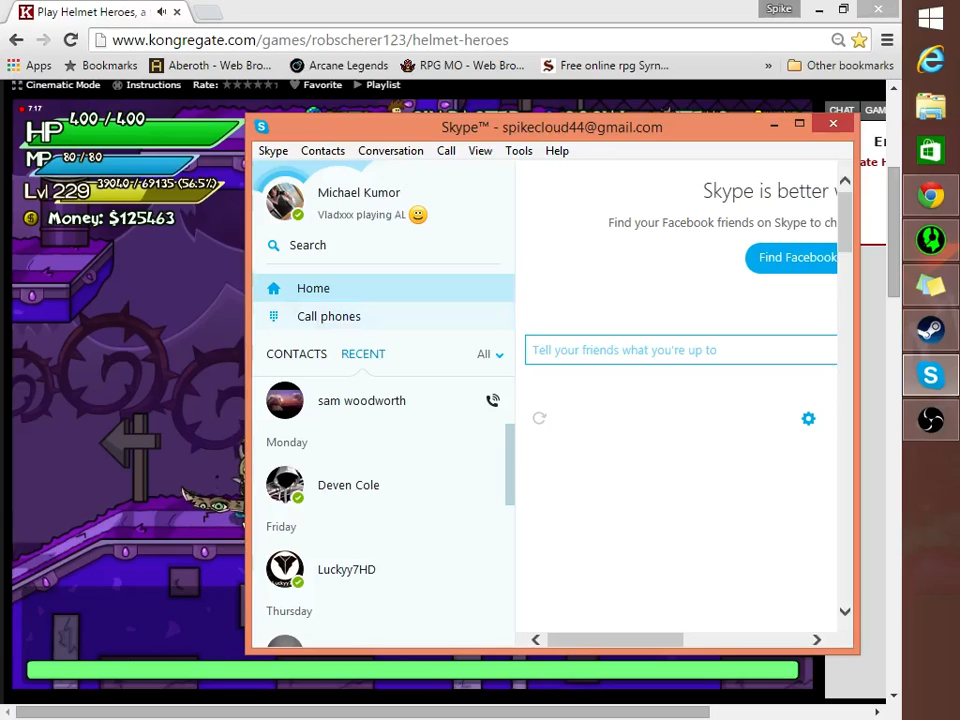 Play Helmet Heroes, a
Spike
www.kongregate.com/games/robscherer123/helmet-heroes
Apps
Bookmarks
Aberoth - Web Bro...
Arcane Legends
RPG MO - Web Bro...
Free online rpg Syrn...
»
Other bookmarks
Cinematic Mode
Instructions
Rate:
Favorite
Playlist
717
400/400
HP
MP
80/80
Lvl 229
39040/69135 (56.5%)
Money: $125463
CHAT
GAM
Skype™ - spikecloud44@gmail.com
Skype
Contacts
Conversation
Call
View
Tools
Help
Michael Kumor
Vladxxx playing AL
Search
Home
Call phones
CONTACTS
RECENT
All
sam woodworth
Monday
Deven Cole
Friday
Luckyy7HD
Thursday
Skype is better
Find your Facebook friends on Skype to ch
Find Facebook
Tell your friends what you're up to